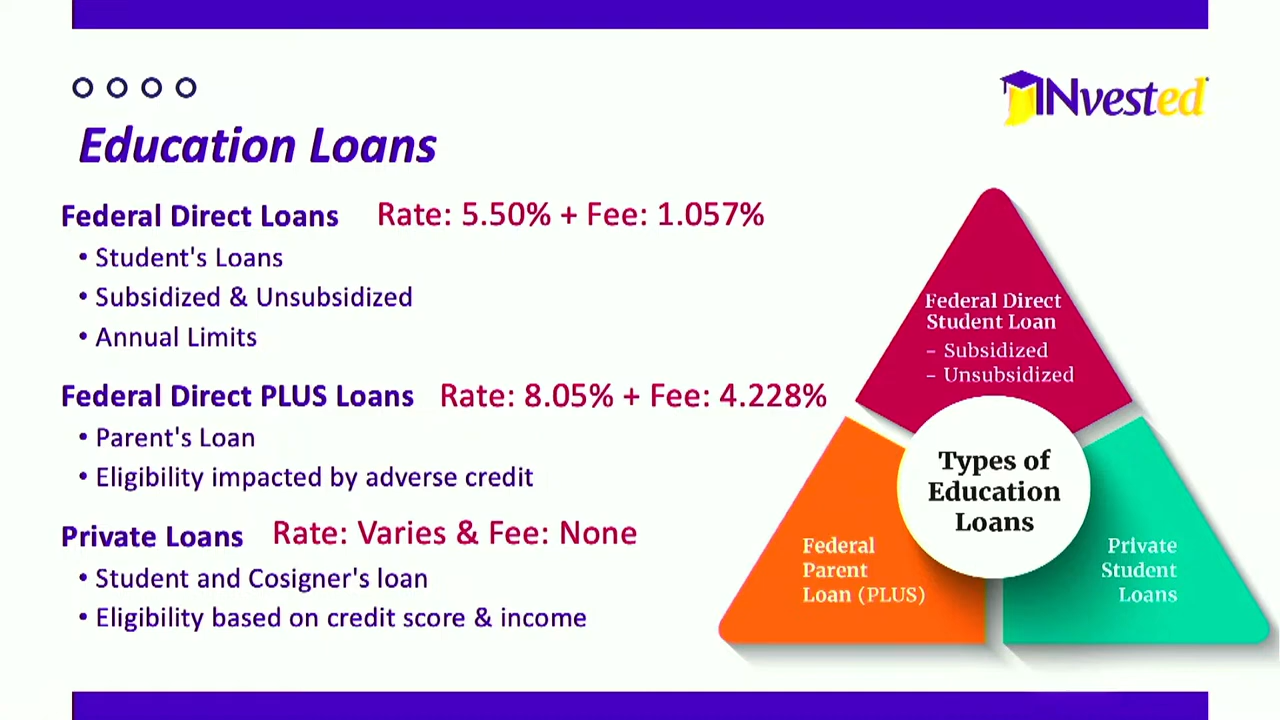 INvested
Education Loans
Federal Direct Loans Rate: 5.50% + Fee: 1.057%
• Student's Loans
• Subsidized & Unsubsidized
• Annual Limits
Federal Direct PLUS Loans Rate: 8.05% + Fee: 4.228%
• Parent's Loan
• Eligibility impacted by adverse credit
Private Loans Rate: Varies & Fee: None
• Student and Cosigner's loan
• Eligibility based on credit score & income
Federal Direct
Student Loan
– Subsidized
– Unsubsidized
Types of
Education
Loans
Federal
Parent
Loan (PLUS)
Private
Student
Loans